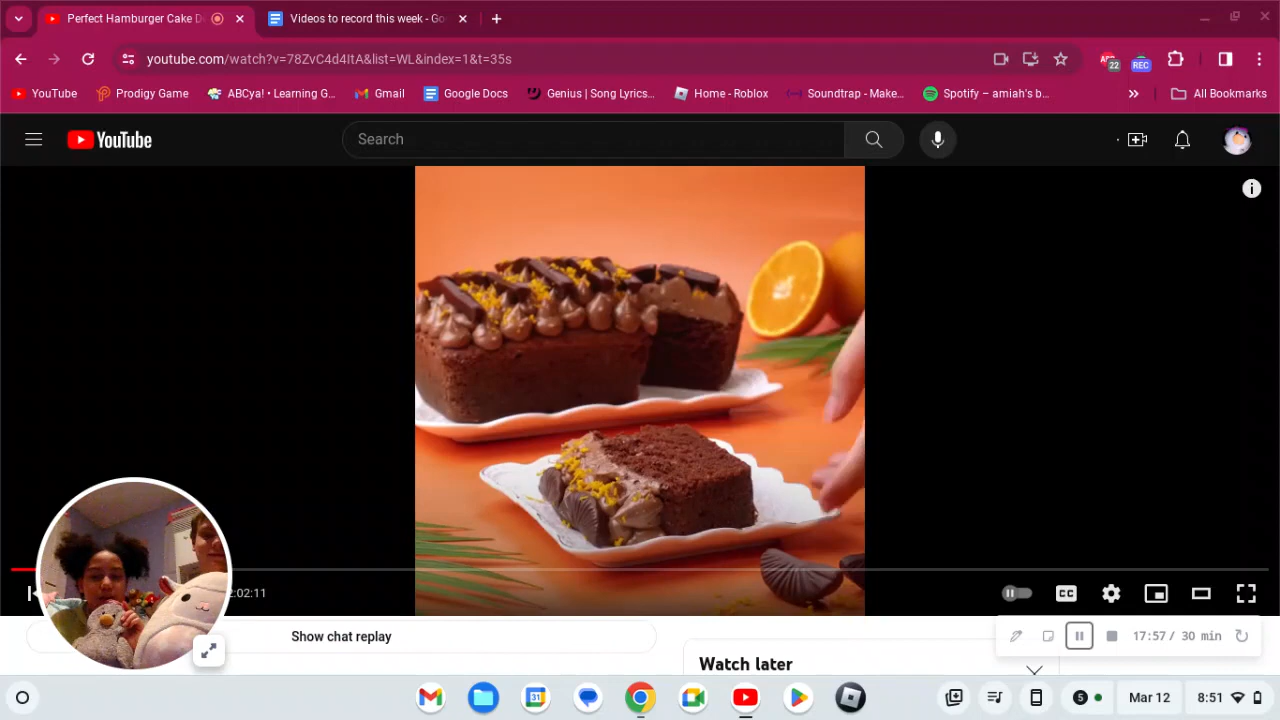 Perfect Hamburger Cake D
Videos to record this week - Go
youtube.com/watch?v=78ZvC4d4ItA&list=WL&index=1&t=35s
22
REC
YouTube
Prodigy Game
ABCya! • Learning G...
Gmail
Google Docs
Genius | Song Lyrics...
Home - Roblox
Soundtrap - Make...
Spotify – amiah's b...
All Bookmarks
YouTube
Search
2:02:11
CC
Show chat replay
17:57 / 30 min
Watch later
31
5
Mar 12
8:51